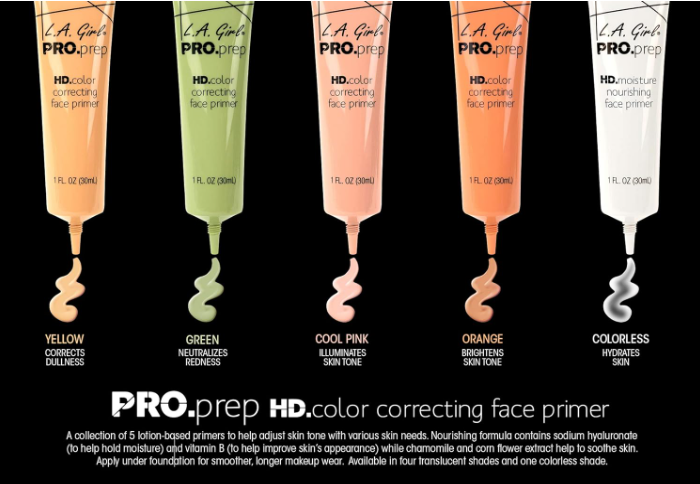 L.A. Girl
PRO.prep
HD.color
correcting
face primer
1 FL. OZ (30mL)
L.A. Girl
PRO.prep
HD.color
correcting
face primer
1 FL. OZ (30mL)
L.A. Girl
PRO.prep
HD.color
correcting
face primer
1 FL. OZ (30mL)
L.A. Girl
PRO.prep
HD.color
correcting
face primer
1 FL. OZ (30mL)
L.A. Girl
PRO.prep
HD.moisture
nourishing
face primer
1 FL. OZ (30mL)
YELLOW
CORRECTS
DULLNESS
GREEN
NEUTRALIZES
REDNESS
COOL PINK
ILLUMINATES
SKIN TONE
ORANGE
BRIGHTENS
SKIN TONE
COLORLESS
HYDRATES
SKIN
PRO.prep HD.color correcting face primer
A collection of 5 lotion-based primers to help adjust skin tone with various skin needs. Nourishing formula contains sodium hyaluronate
(to help hold moisture) and vitamin B (to help improve skin's appearance) while chamomile and corn flower extract help to soothe skin.
Apply under foundation for smoother, longer makeup wear. Available in four translucent shades and one colorless shade.